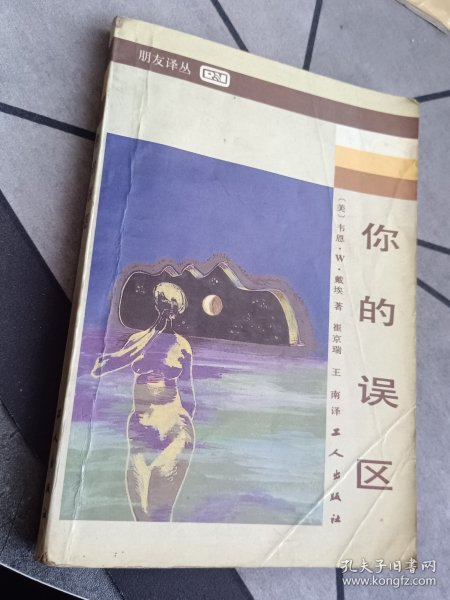 朋友译丛
你的误区
〔美〕韦恩·W·戴埃 著 崔京瑞 王南译 工人出版社
孔夫子旧书网
www.kongfz.com